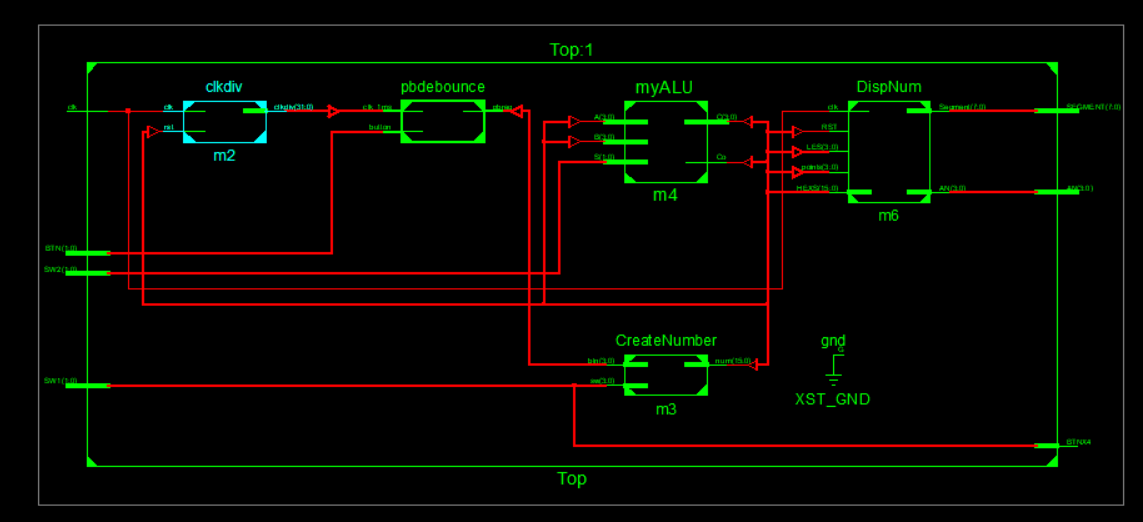 Top:1
clkdiv
pbdebounce
myALU
DispNum
clk
clk
clkdiv(31:0)
clk_1ms
pbreg
A(3:0)
C(3:0)
clk
Segment(7:0)
SEGMENT(7:0)
rst
button
B(3:0)
RST
LES(3:0)
S(1:0)
Co
points(3:0)
HEXS(15:0)
AN(3:0)
AN(3:0)
m2
m4
m6
BTN(1:0)
SW2(1:0)
CreateNumber
gnd
G
btn(3:0)
num(15:0)
SW1(1:0)
sw(3:0)
m3
XST_GND
BTNX4
Top